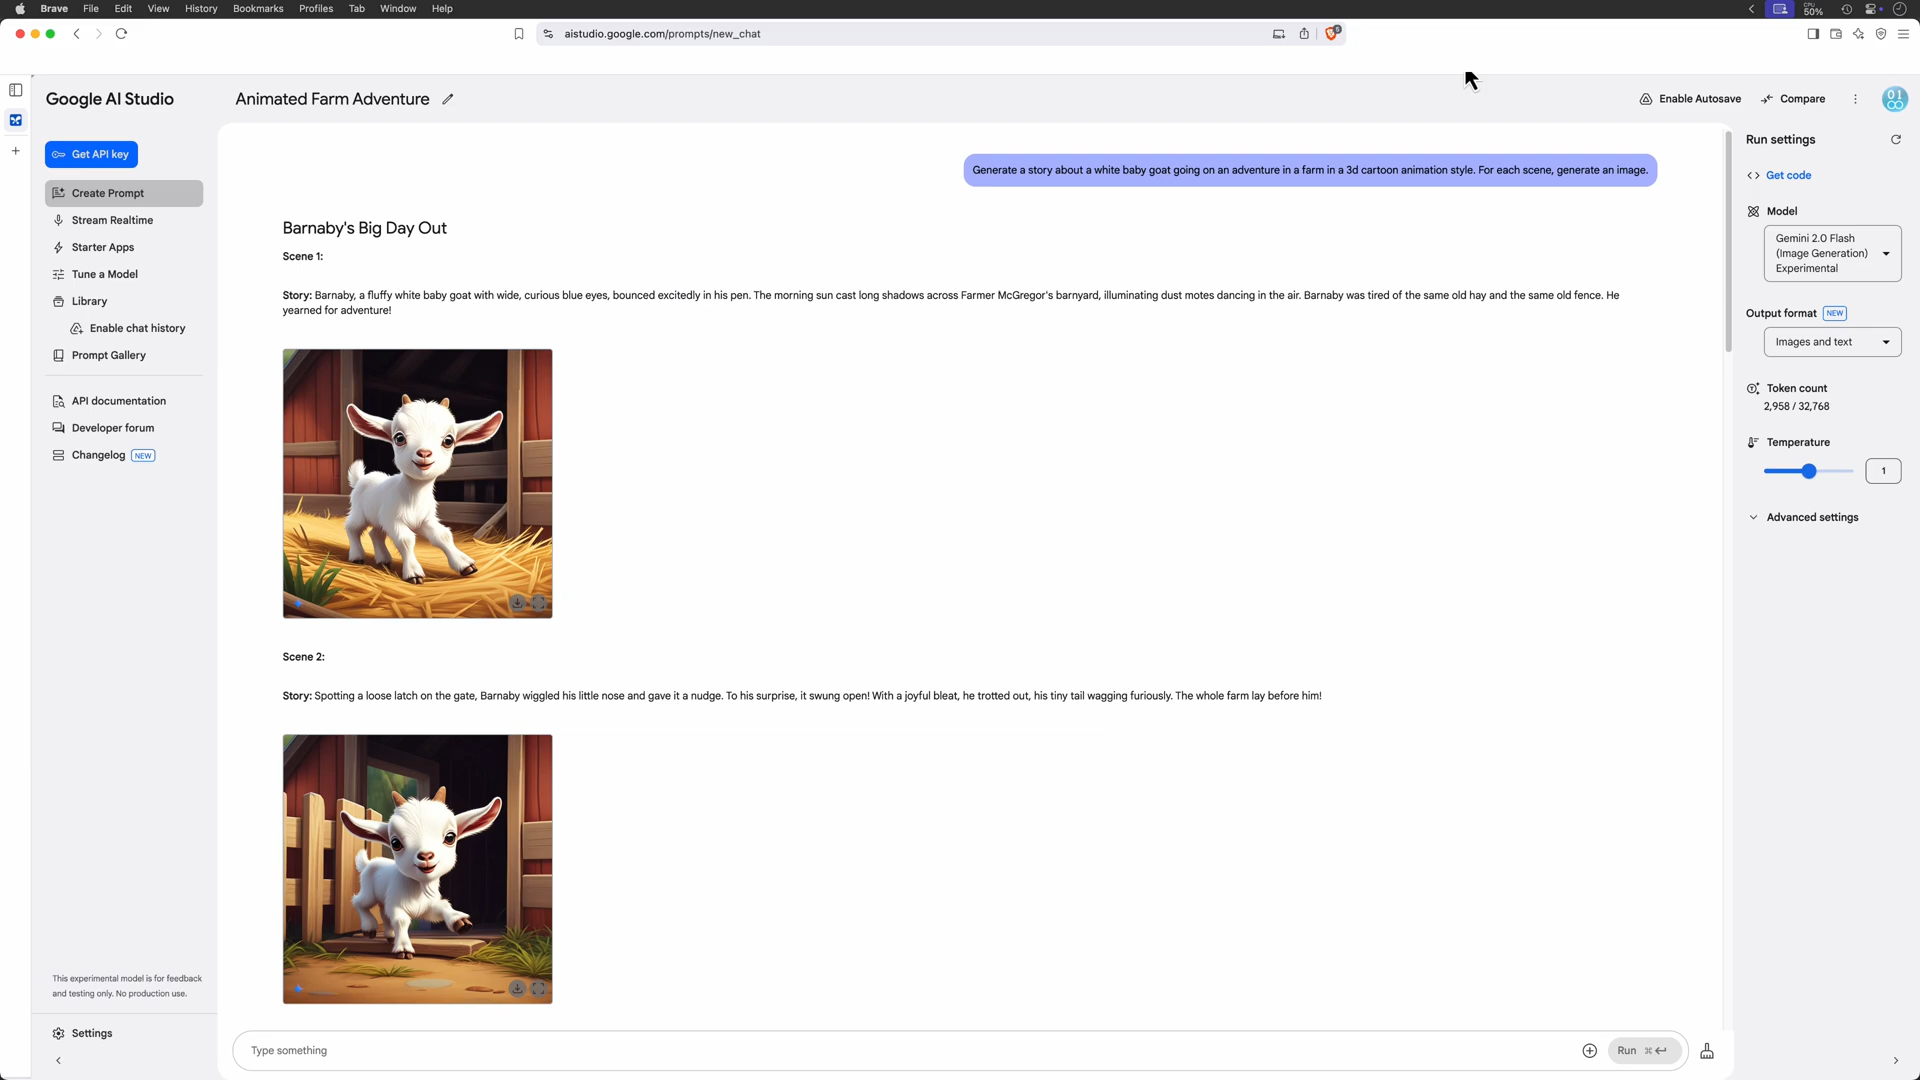 Brave File Edit View History Bookmarks Profiles Tab Window Help
CPU
50%
aistudio.google.com/prompts/new_chat
Google AI Studio
Animated Farm Adventure
Enable Autosave
Compare
Get API key
Create Prompt
Stream Realtime
Starter Apps
Tune a Model
Library
Enable chat history
Prompt Gallery
API documentation
Developer forum
Changelog NEW
This experimental model is for feedback
and testing only. No production use.
Settings
Generate a story about a white baby goat going on an adventure in a farm in a 3d cartoon animation style. For each scene, generate an image.
Barnaby's Big Day Out
Scene 1:
Story: Barnaby, a fluffy white baby goat with wide, curious blue eyes, bounced excitedly in his pen. The morning sun cast long shadows across Farmer McGregor's barnyard, illuminating dust motes dancing in the air. Barnaby was tired of the same old hay and the same old fence. He
yearned for adventure!
Scene 2:
Story: Spotting a loose latch on the gate, Barnaby wiggled his little nose and gave it a nudge. To his surprise, it swung open! With a joyful bleat, he trotted out, his tiny tail wagging furiously. The whole farm lay before him!
Type something
Run ⌘↵
Run settings
Get code
Model
Gemini 2.0 Flash
(Image Generation)
Experimental
Output format NEW
Images and text
Token count
2,958 / 32,768
Temperature
1
Advanced settings